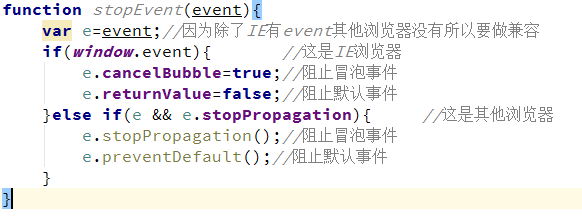 function stopEvent(event){
var e=event;//因为除了IE有event其他浏览器没有所以要做兼容
if(window.event){ //这是IE浏览器
e.cancelBubble=true;//阻止冒泡事件
e.returnValue=false;//阻止默认事件
}else if(e && e.stopPropagation){ //这是其他浏览器
e.stopPropagation();//阻止冒泡事件
e.preventDefault();//阻止默认事件
}
}